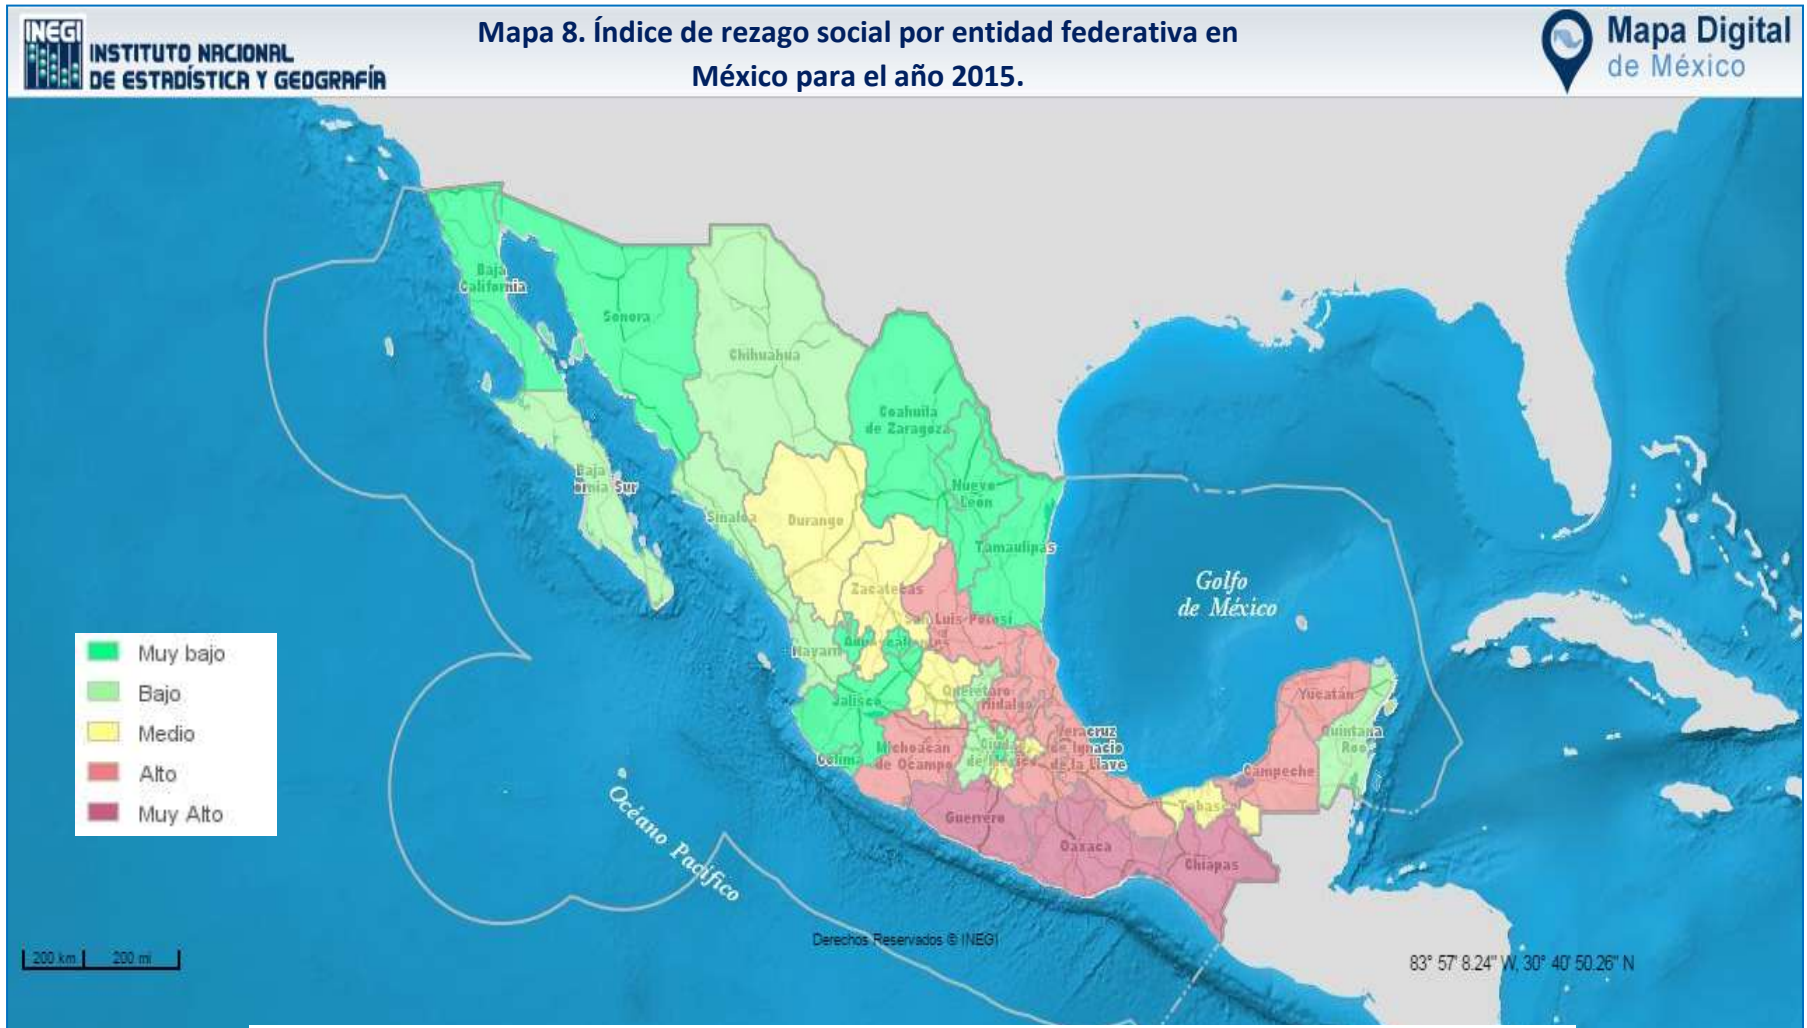 INEGI
INSTITUTO NACIONAL
DE ESTADÍSTICA Y GEOGRAFÍA
Mapa 8. Índice de rezago social por entidad federativa en
México para el año 2015.
Mapa Digital
de México
Baja
California
Sonora
Chihuahua
Coahuila
de Zaragoza
Baja
ornia Sur
Nuevo
León
Sinaloa
Durango
Tamaulipas
Golfo
de México
Zacatecas
San Luis Potosí
Aguascalientes
Nayarit
Muy bajo
Bajo
Medio
Alto
Muy Alto
Querétaro
Hidalgo
Jalisco
Yucatán
Quintana
Roo
Veracruz
de Ignacio
de la Llave
Michoacán
de Ocampo
Colima
Campeche
Guerrero
Oaxaca
Chiapas
Océano Pacífico
Derechos Reservados © INEGI
200 km
200 mi
83° 57' 8.24" W, 30° 40' 50.26" N